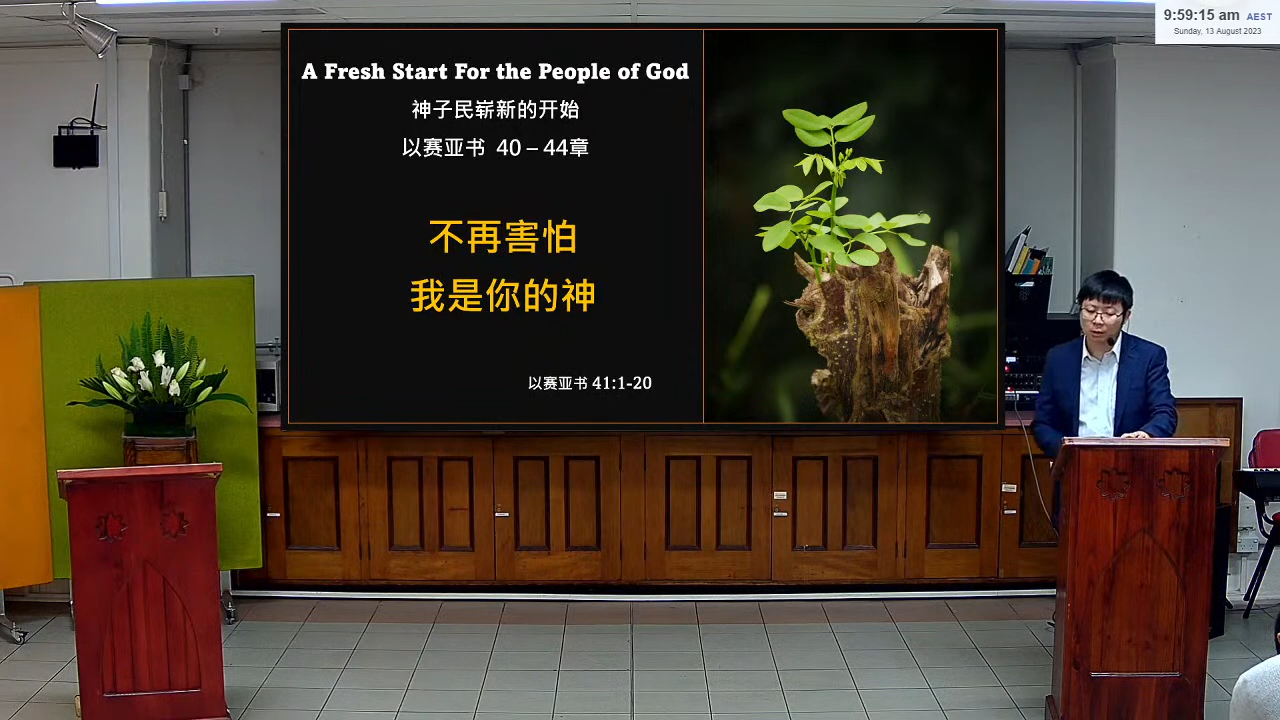 9:59:15 am AEST
Sunday, 13 August 2023
A Fresh Start For the People of God
神子民崭新的开始
以赛亚书 40 – 44章
不再害怕
我是你的神
以赛亚书 41:1-20